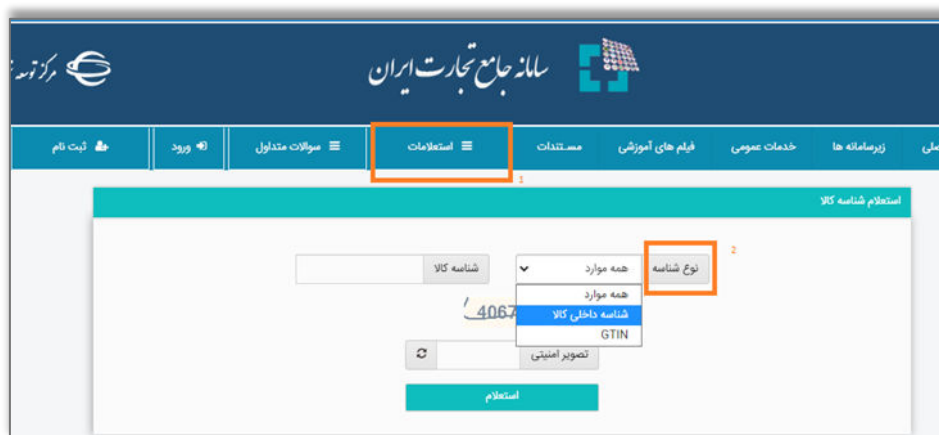 سامانه جامع تجارت ایران
مرکز توسعه
زیرسامانه ها
خدمات عمومی
فیلم های آموزشی
مستندات
استعلامات
سوالات متداول
ورود
ثبت نام
1
استعلام شناسه کالا
2
نوع شناسه
همه موارد
شناسه کالا
همه موارد
شناسه داخلی کالا
GTIN
4067
تصویر امنیتی
استعلام